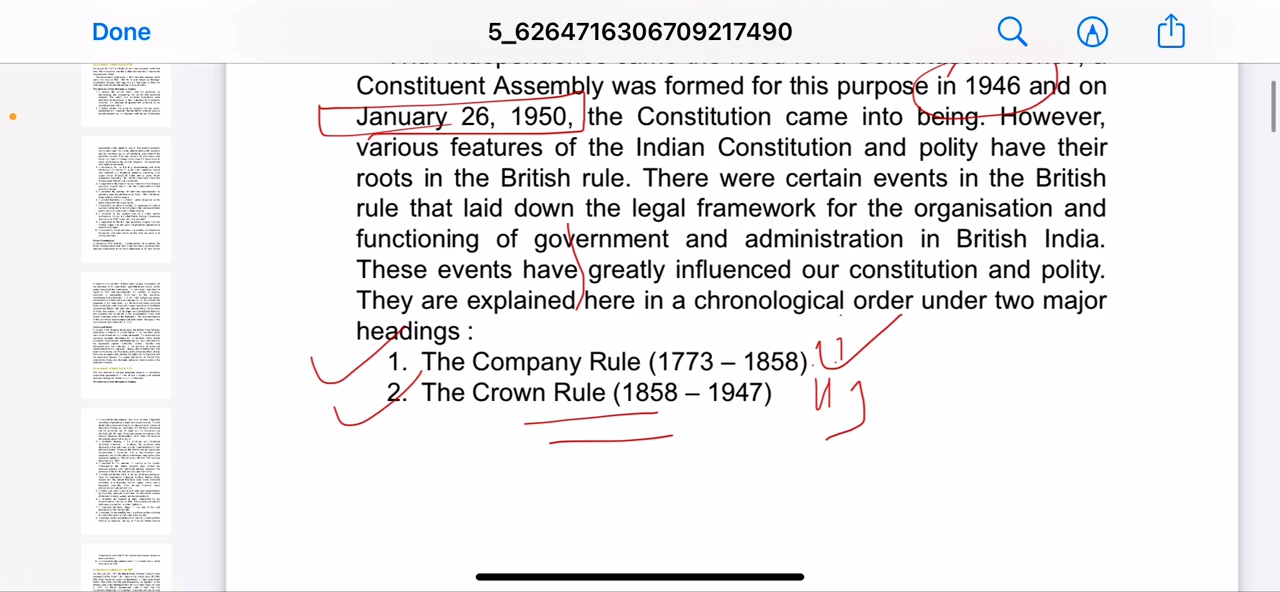 Done
5_6264716306709217490
Constituent Assembly was formed for this purpose in 1946 and on
January 26, 1950, the Constitution came into being. However,
various features of the Indian Constitution and polity have their
roots in the British rule. There were certain events in the British
rule that laid down the legal framework for the organisation and
functioning of government and administration in British India.
These events have greatly influenced our constitution and polity.
They are explained here in a chronological order under two major
headings :
1. The Company Rule (1773 – 1858)
2. The Crown Rule (1858 – 1947)